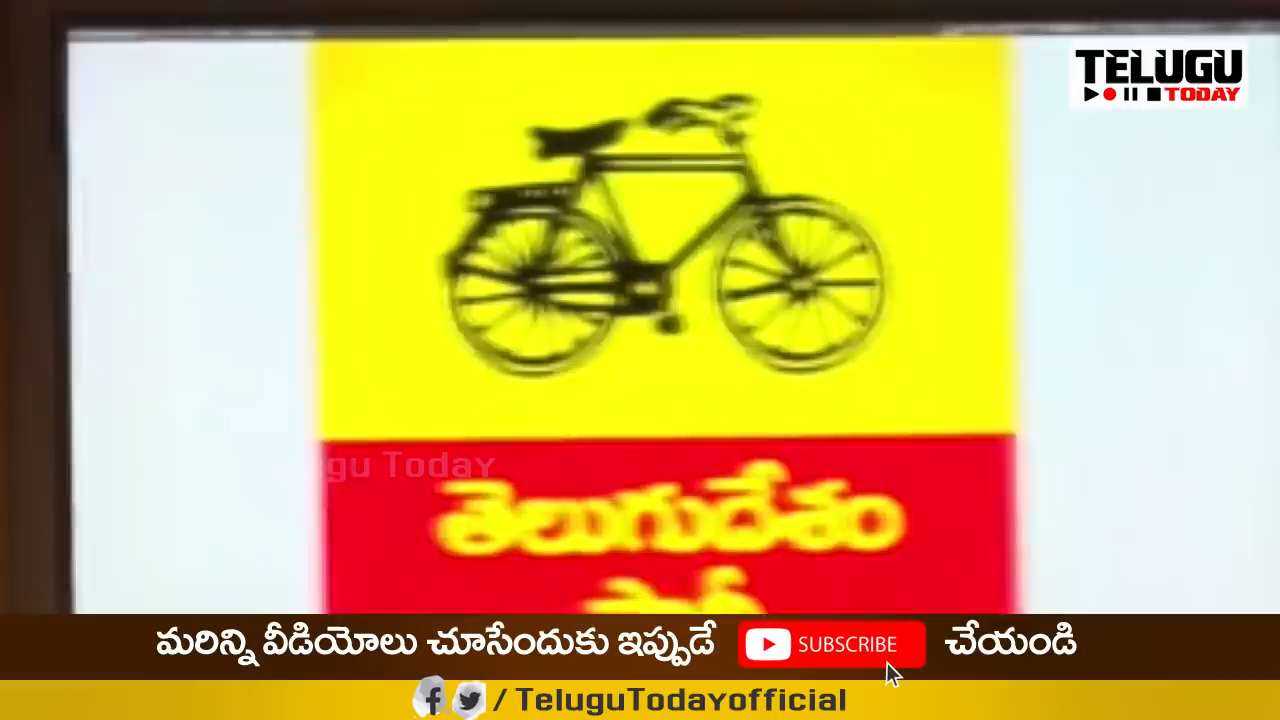 TELUGU
TODAY
gu Today
తెలుగుదేశం
మరిన్ని వీడియోలు చూసేందుకు ఇప్పుడే SUBSCRIBE చేయండి
/ TeluguTodayofficial